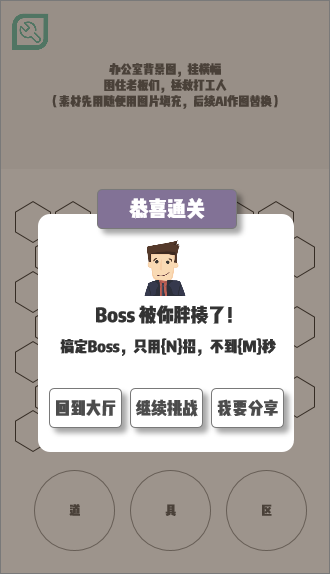 办公室背景图，挂横幅
困住老板们，拯救打工人
（素材先用随便用图片填充，后续AI作图替换）
恭喜通关
Boss 被你胖揍了！
搞定Boss，只用{N}招，不到{M}秒
回到大厅 继续挑战 我要分享
道 具 区